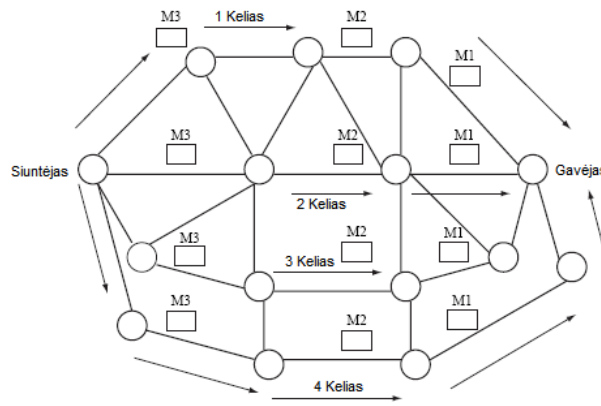 M3
1 Kelias
M2
M1
M3
M2
M1
Siuntėjas
Gavėjas
2 Kelias
M3
M2
M1
3 Kelias
M3
M2
M1
4 Kelias